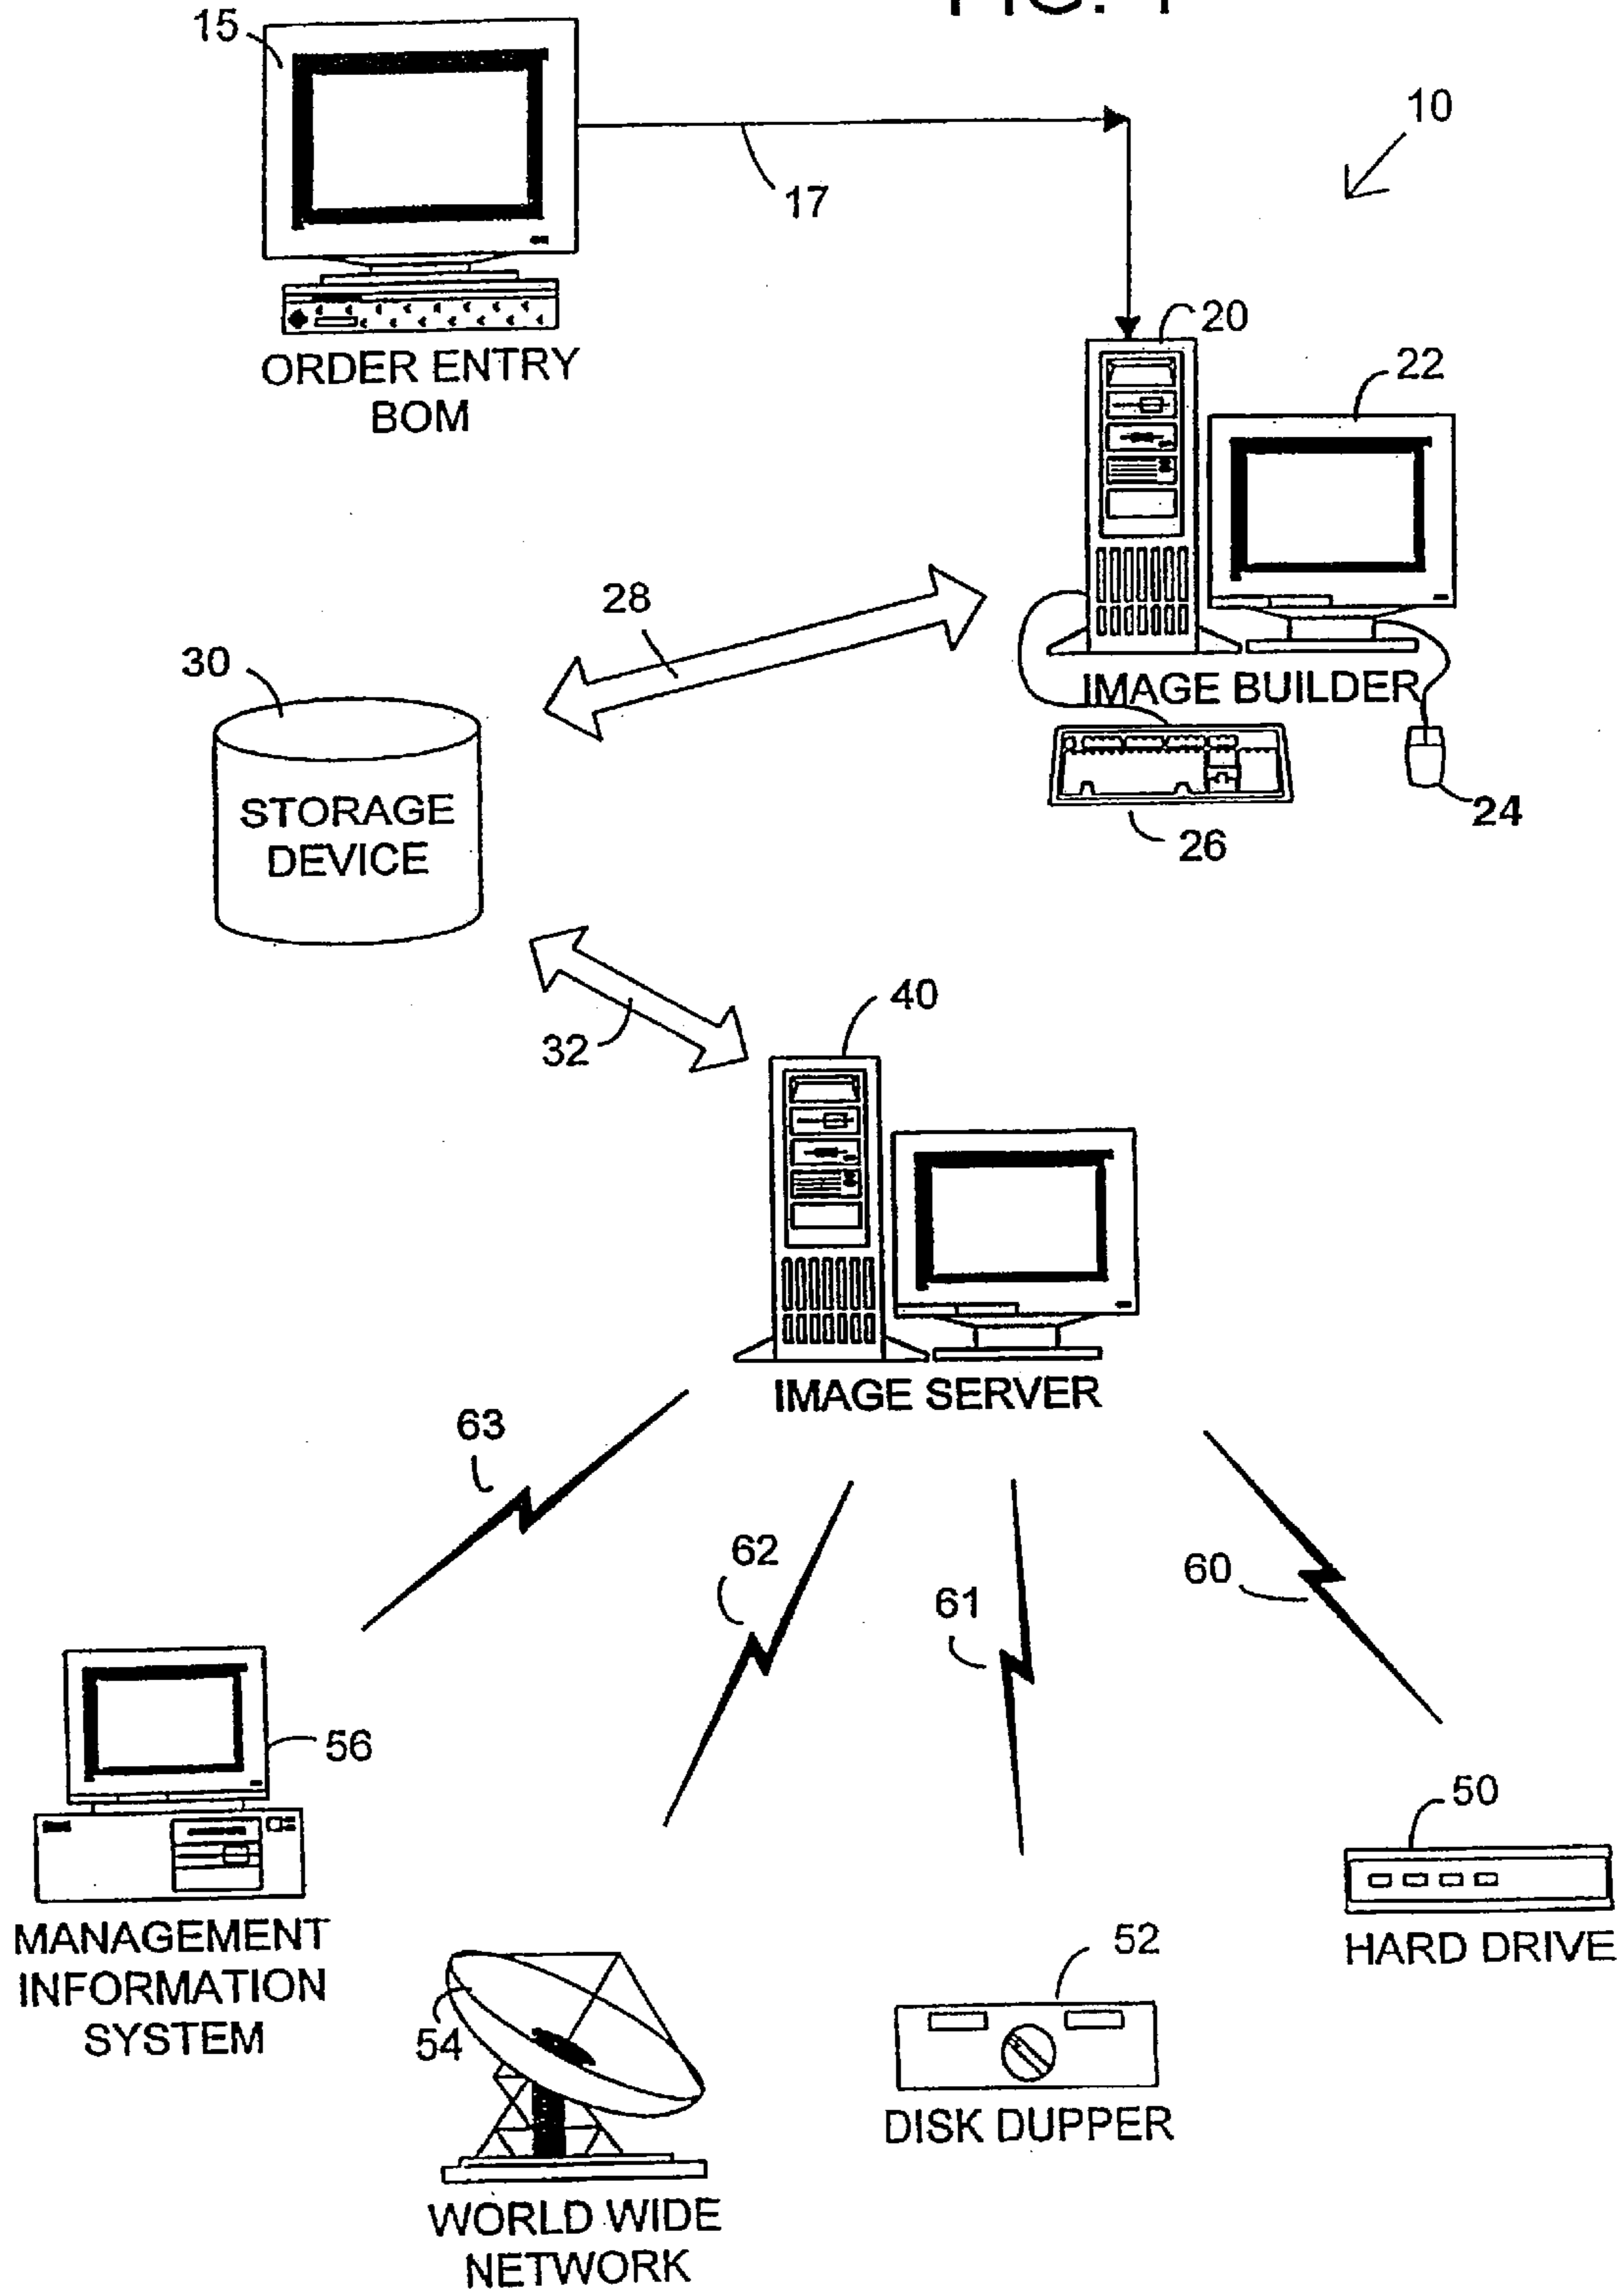 15
10
17
ORDER ENTRY
BOM
20
22
28
30
IMAGE BUILDER
STORAGE
DEVICE
24
26
40
32
IMAGE SERVER
63
62
61
60
56
50
MANAGEMENT
INFORMATION
SYSTEM
HARD DRIVE
52
54
DISK DUPPER
WORLD WIDE
NETWORK